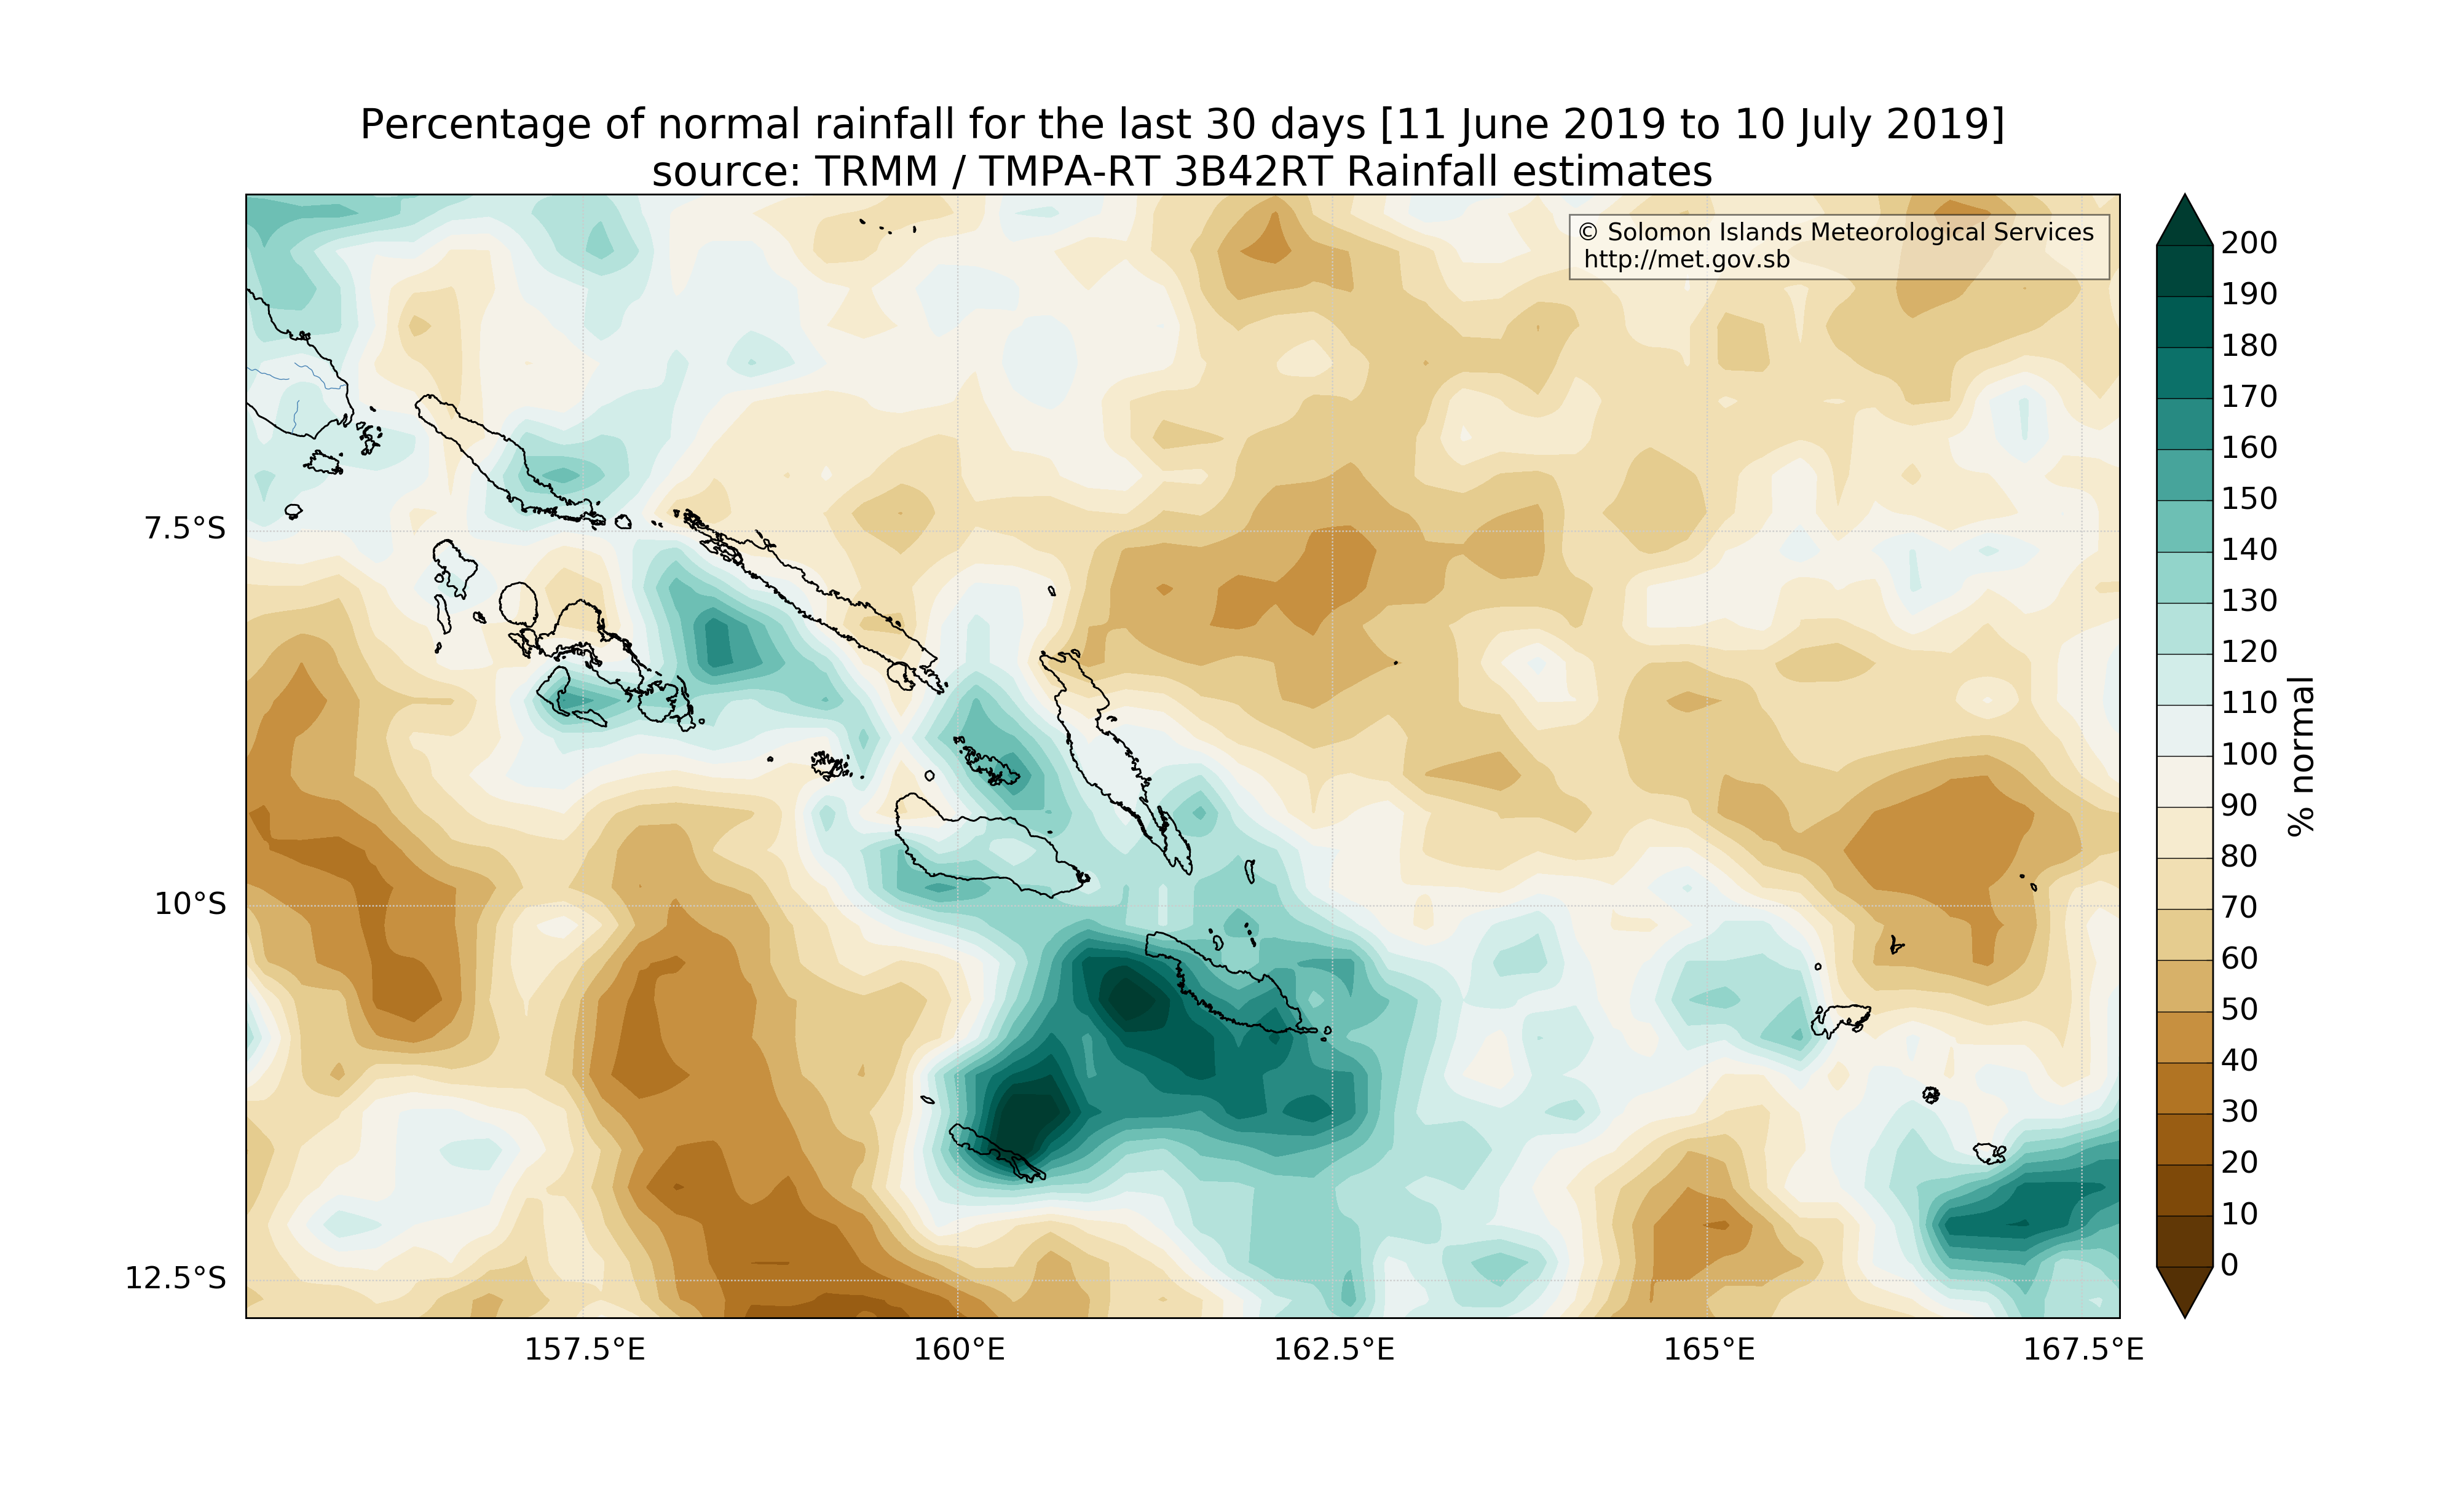 Percentage of normal rainfall for the last 30 days [11 June 2019 to 10 July 2019]
source: TRMM / TMPA-RT 3B42RT Rainfall estimates
© Solomon Islands Meteorological Services
http://met.gov.sb
7.5°S
10°S
12.5°S
157.5°E
160°E
162.5°E
165°E
167.5°E
200
190
180
170
160
150
140
130
120
110
100
90
80
70
60
50
40
30
20
10
0
% normal